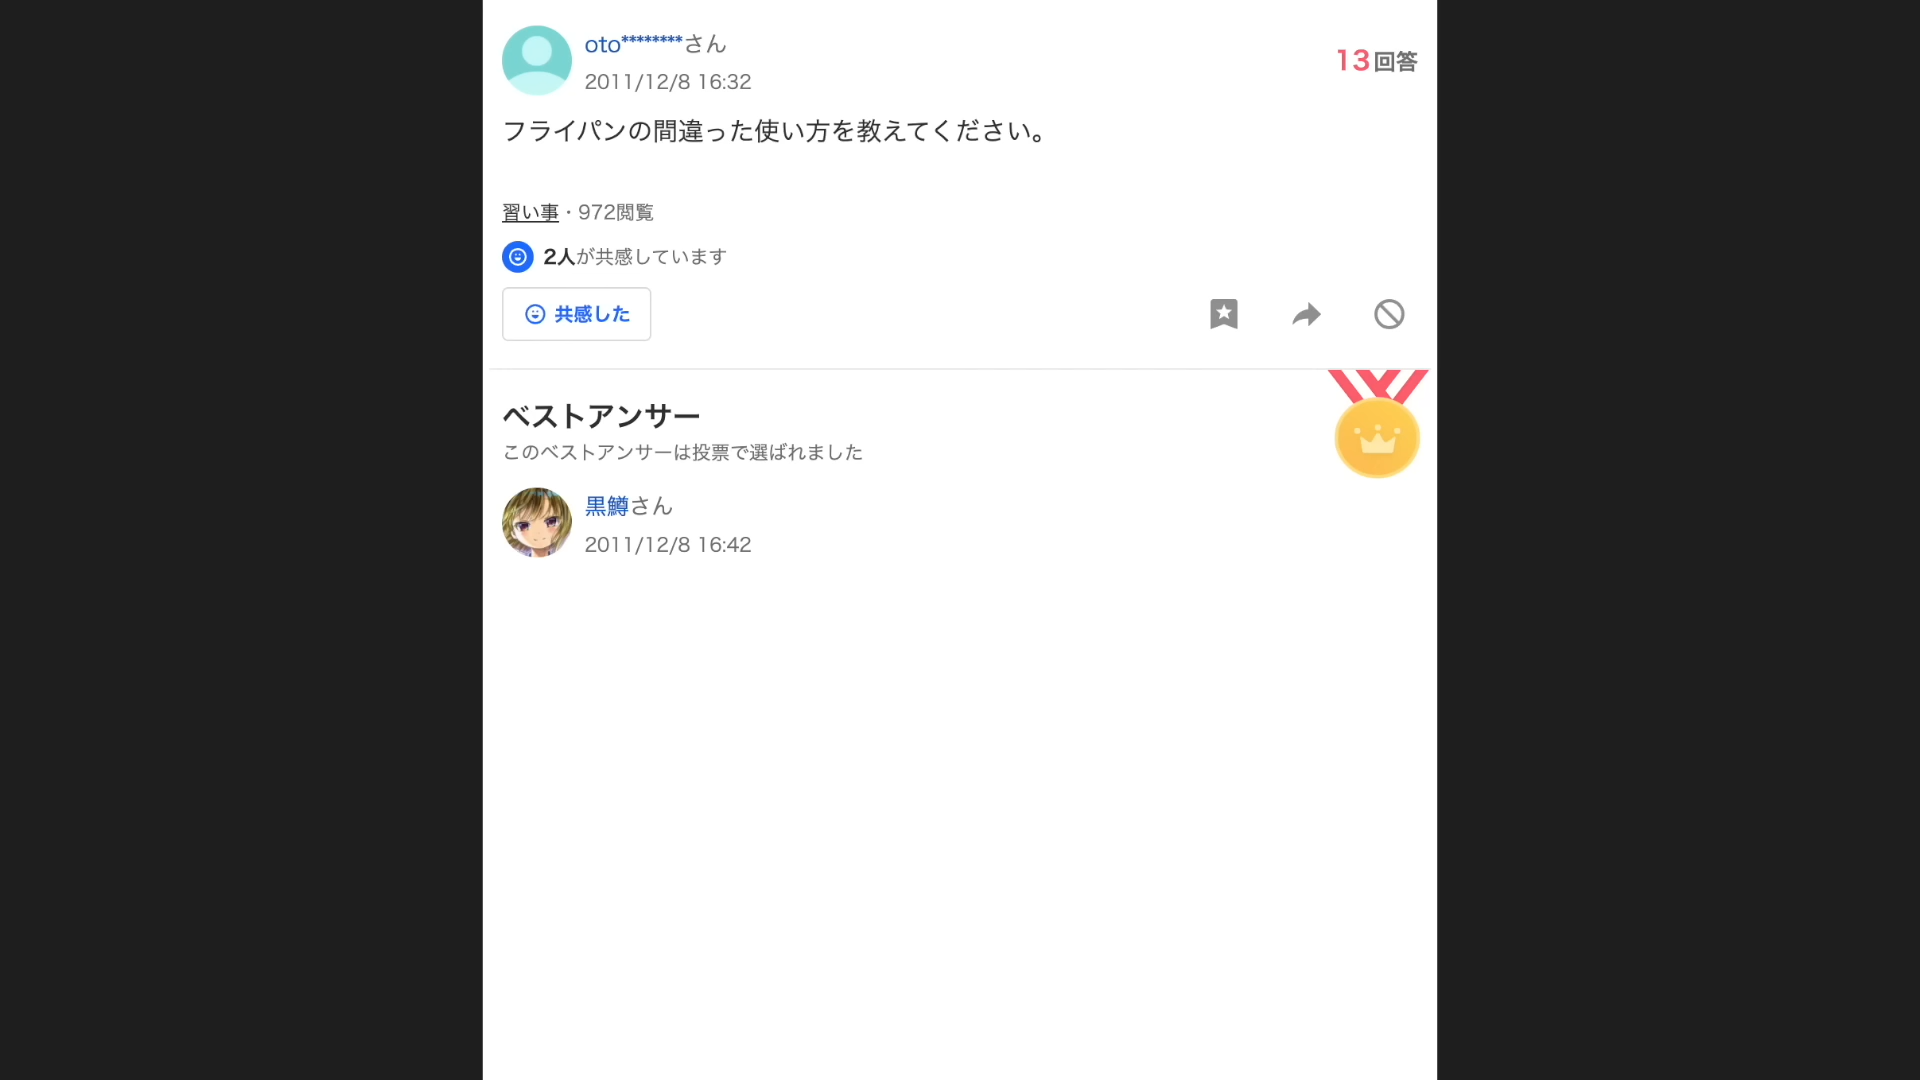 oto********さん
2011/12/8 16:32
13回答
フライパンの間違った使い方を教えてください。
習い事・972閲覧
2人が共感しています
共感した
ベストアンサー
このベストアンサーは投票で選ばれました
黒鱒さん
2011/12/8 16:42